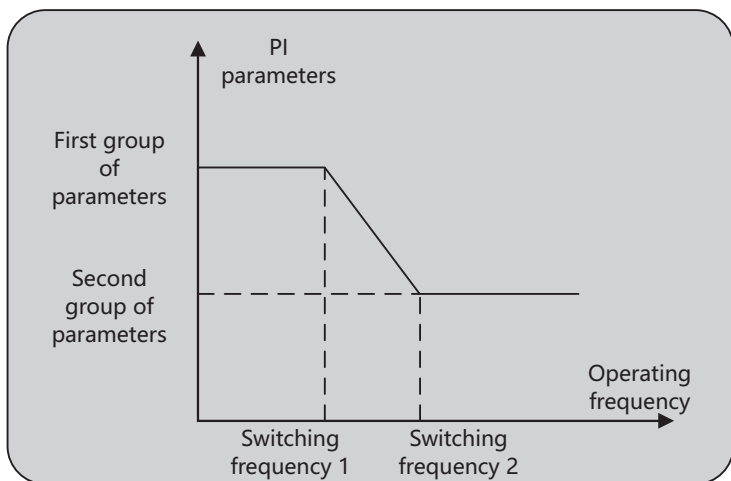 PI
parameters
First group
of
parameters
Second
group of
parameters
Operating
frequency
Switching
frequency 1
Switching
frequency 2